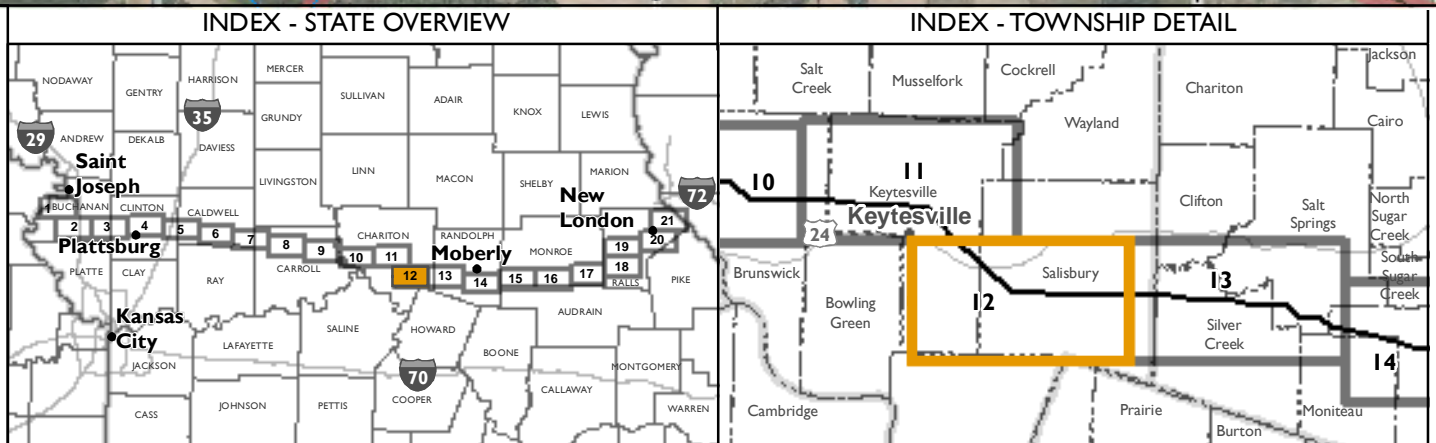 INDEX - STATE OVERVIEW
NODAWAY
GENTRY
HARRISON
MERCER
SULLIVAN
ADAIR
KNOX
LEWIS
GRUNDY
35
29
ANDREW
DEKALB
DAVIESS
Saint
Joseph
LIVINGSTON
LINN
MACON
SHELBY
MARION
72
New
London
1
BUCHANAN
CLINTON
CALDWELL
2
3
4
5
6
7
8
9
10
11
12
13
14
15
16
17
18
19
20
21
Plattsburg
CHARITON
RANDOLPH
Moberly
MONROE
PLATTE
CLAY
RAY
CARROLL
RALLS
PIKE
AUDRAIN
Kansas
City
SALINE
HOWARD
LAFAYETTE
BOONE
JACKSON
70
MONTGOMERY
CALLAWAY
CASS
JOHNSON
PETTIS
COOPER
WARREN
INDEX - TOWNSHIP DETAIL
Salt
Creek
Musselfork
Cockrell
Chariton
Jackson
Wayland
Cairo
11
10
Keytesville
Keytesville
24
Clifton
Salt
Springs
North
Sugar
Creek
Brunswick
Salisbury
South
Sugar
Creek
13
12
Bowling
Green
Silver
Creek
14
Cambridge
Prairie
Moniteau
Burton